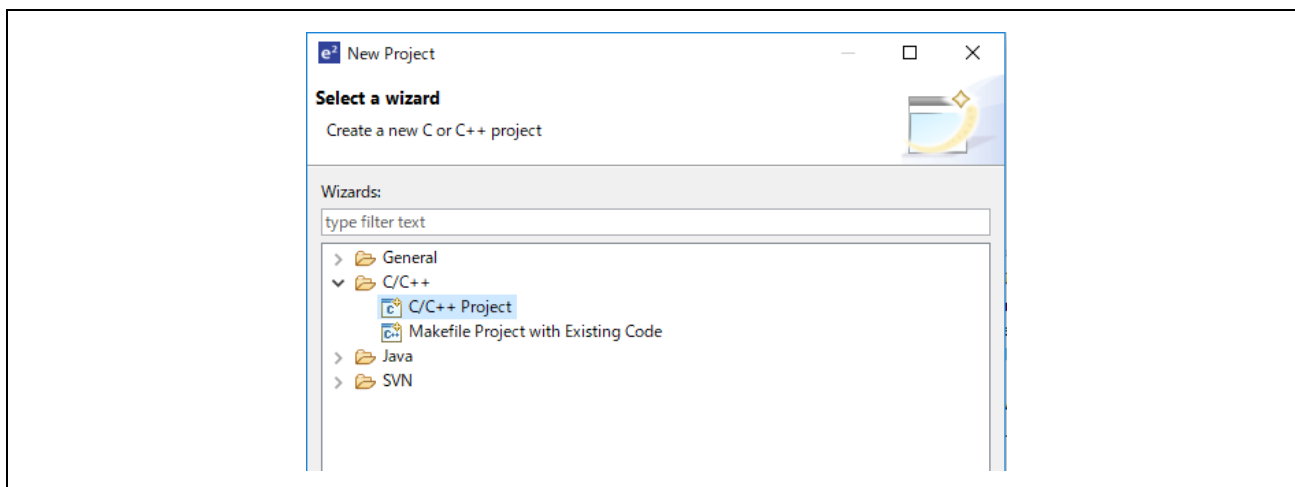 e² New Project
Select a wizard
Create a new C or C++ project
Wizards:
type filter text
General
C/C++
C/C++ Project
Makefile Project with Existing Code
Java
SVN